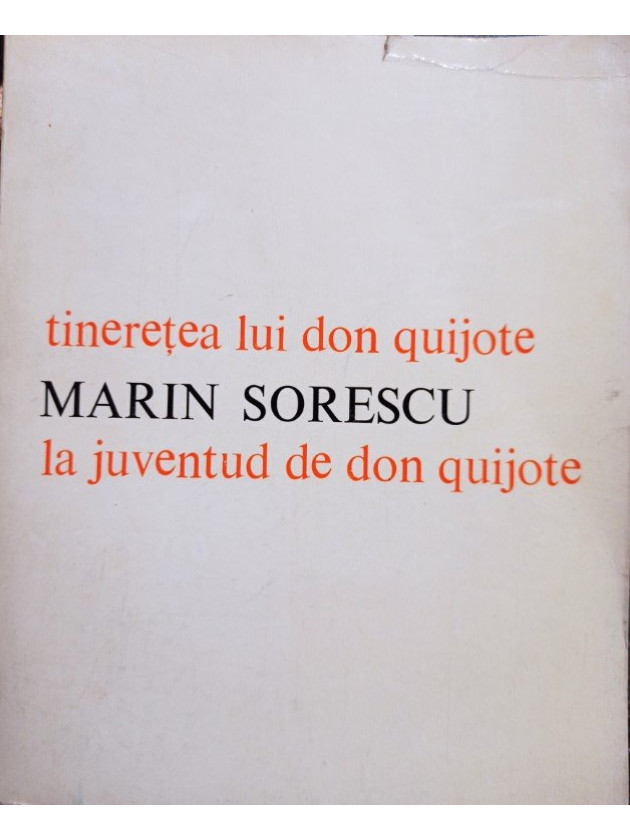 tinerețea lui don quijote
MARIN SORESCU
la juventud de don quijote